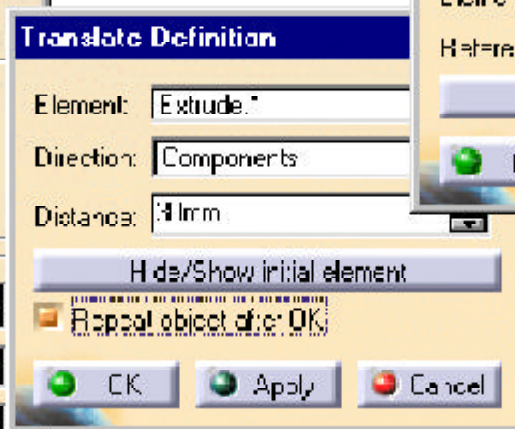 Translate Definition
Element: Extrude.
Direction: Components
Distance:
Hide/Show initial element
Repeat object after OK
OK Apply Cancel